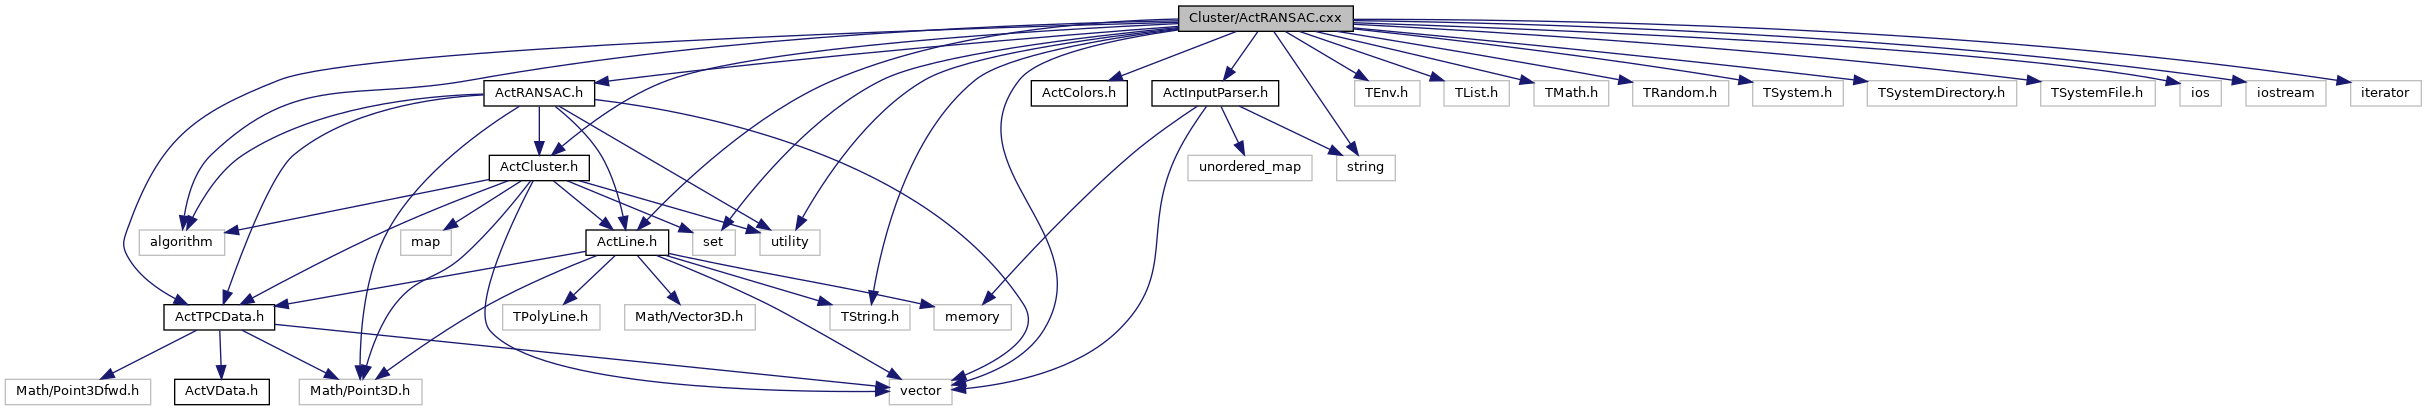 Cluster/ActRANSAC.cxx
ActRANSAC.h
ActColors.h
ActInputParser.h
TEnv.h
TList.h
TMath.h
TRandom.h
TSystem.h
TSystemDirectory.h
TSystemFile.h
ios
iostream
iterator
ActCluster.h
unordered_map
string
algorithm
map
ActLine.h
set
utility
ActTPCData.h
TPolyLine.h
Math/Vector3D.h
TString.h
memory
Math/Point3Dfwd.h
ActVData.h
Math/Point3D.h
vector